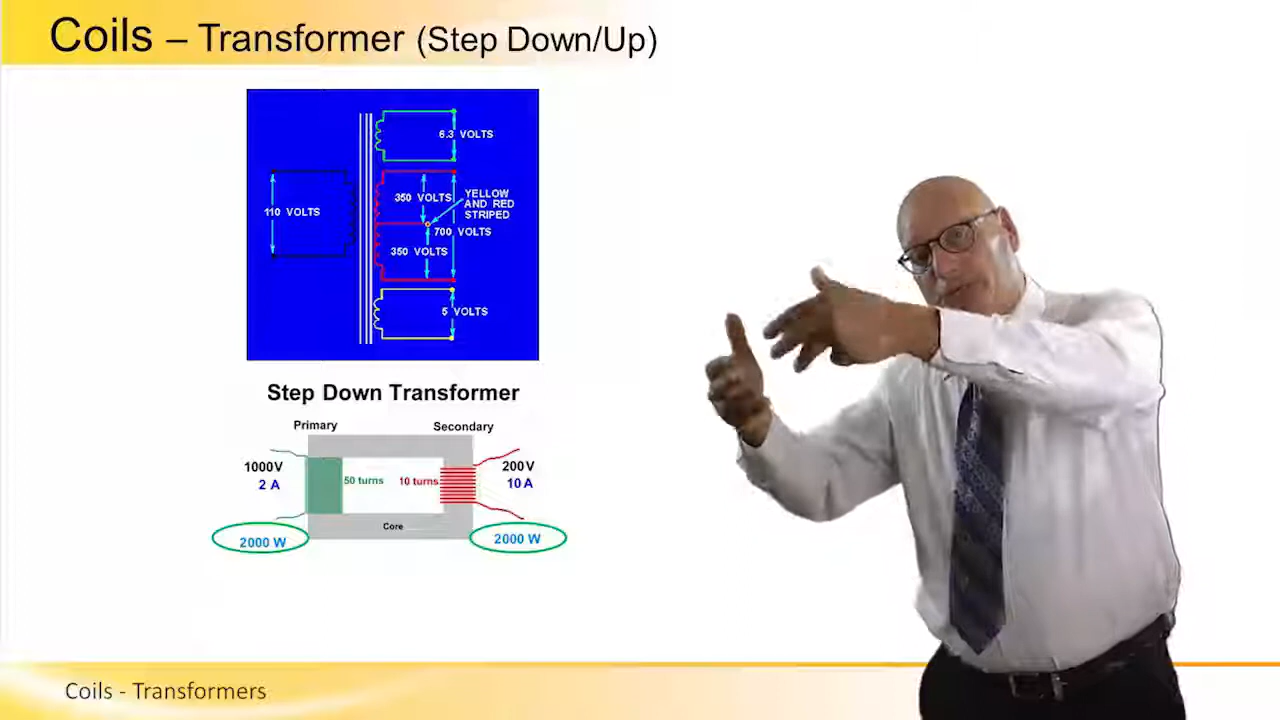 Coils – Transformer (Step Down/Up)
6.3 VOLTS
110 VOLTS
350 VOLTS
YELLOW
AND RED
STRIPED
700 VOLTS
350 VOLTS
5 VOLTS
Step Down Transformer
Primary
Secondary
1000V
2 A
50 turns
10 turns
200V
10 A
Core
2000 W
2000 W
Coils - Transformers